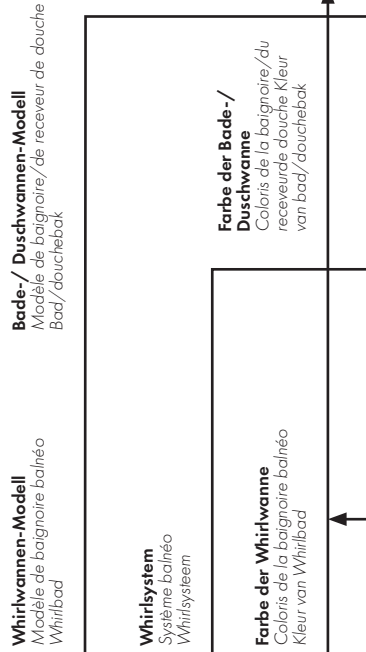 Whirlwannen-Modell
Modèle de baignoire balnéo
Whirlbad
Bade-/ Duschwannen-Modell
Modèle de baignoire/de receveur de douche
Bad/douchebak
Whirlsystem
Système balnéo
Whirlsysteem
Farbe der Bade-/
Duschwanne
Coloris de la baignoire/du
receveurde douche Kleur
van bad/douchebak
Farbe der Whirlwanne
Coloris de la baignoire balnéo
Kleur van Whirlbad